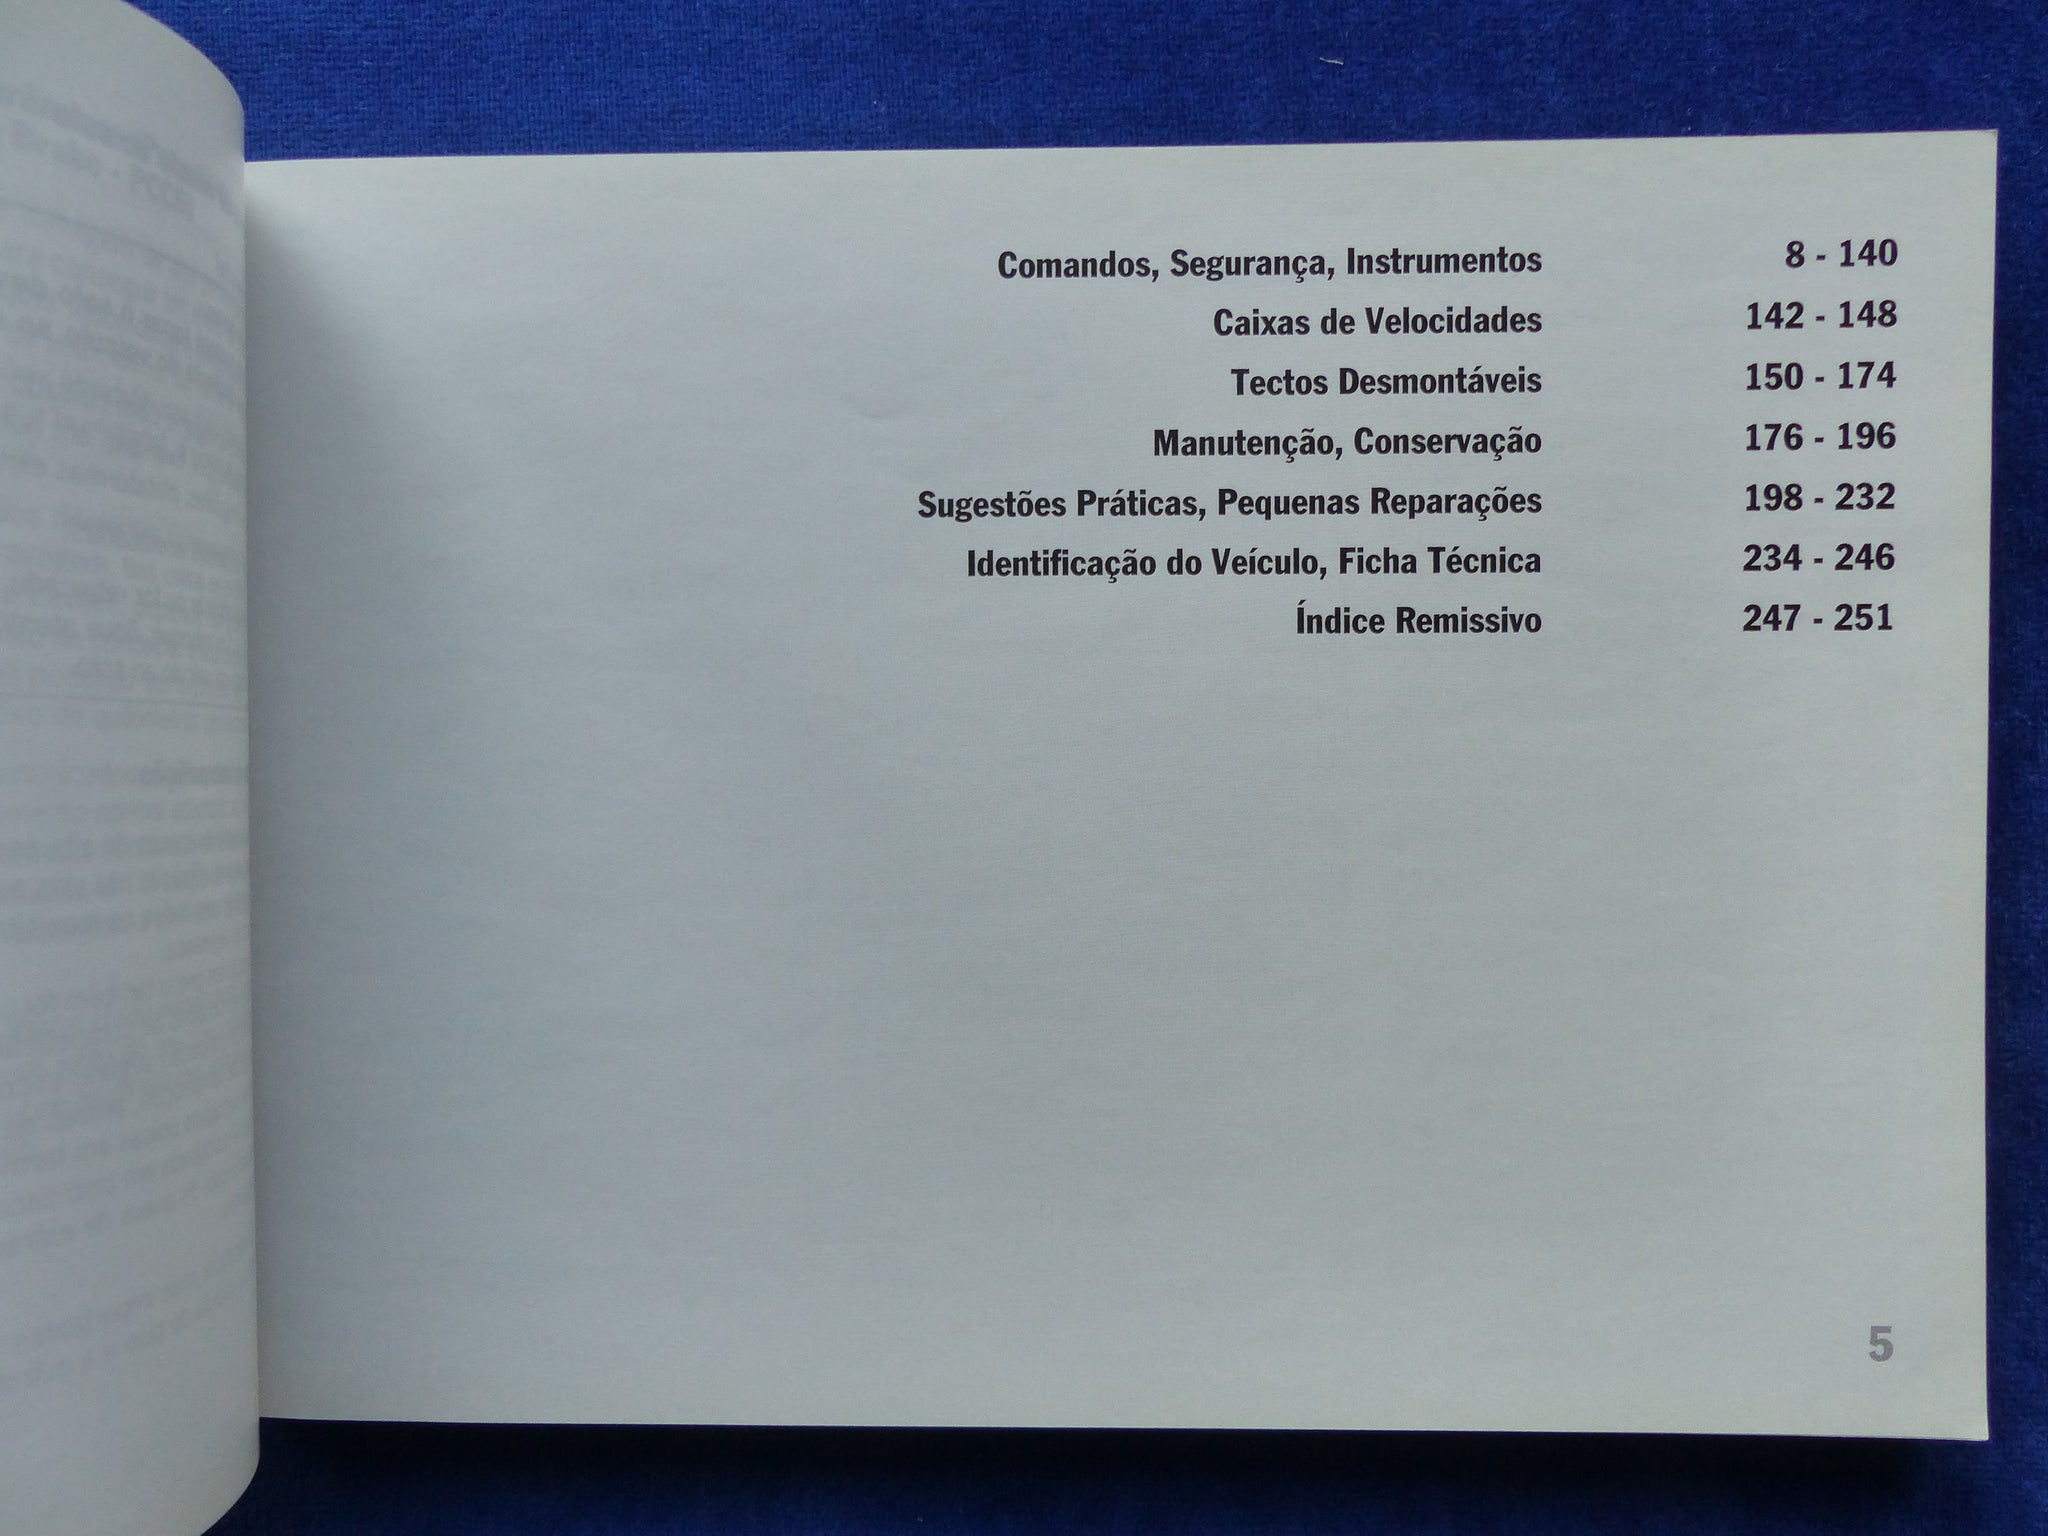 Comandos, Segurança, Instrumentos 8 - 140
Caixas de Velocidades 142 - 148
Tectos Desmontáveis 150 - 174
Manutenção, Conservação 176 - 196
Sugestões Práticas, Pequenas Reparações 198 - 232
Identificação do Veículo, Ficha Técnica 234 - 246
Índice Remissivo 247 - 251
5